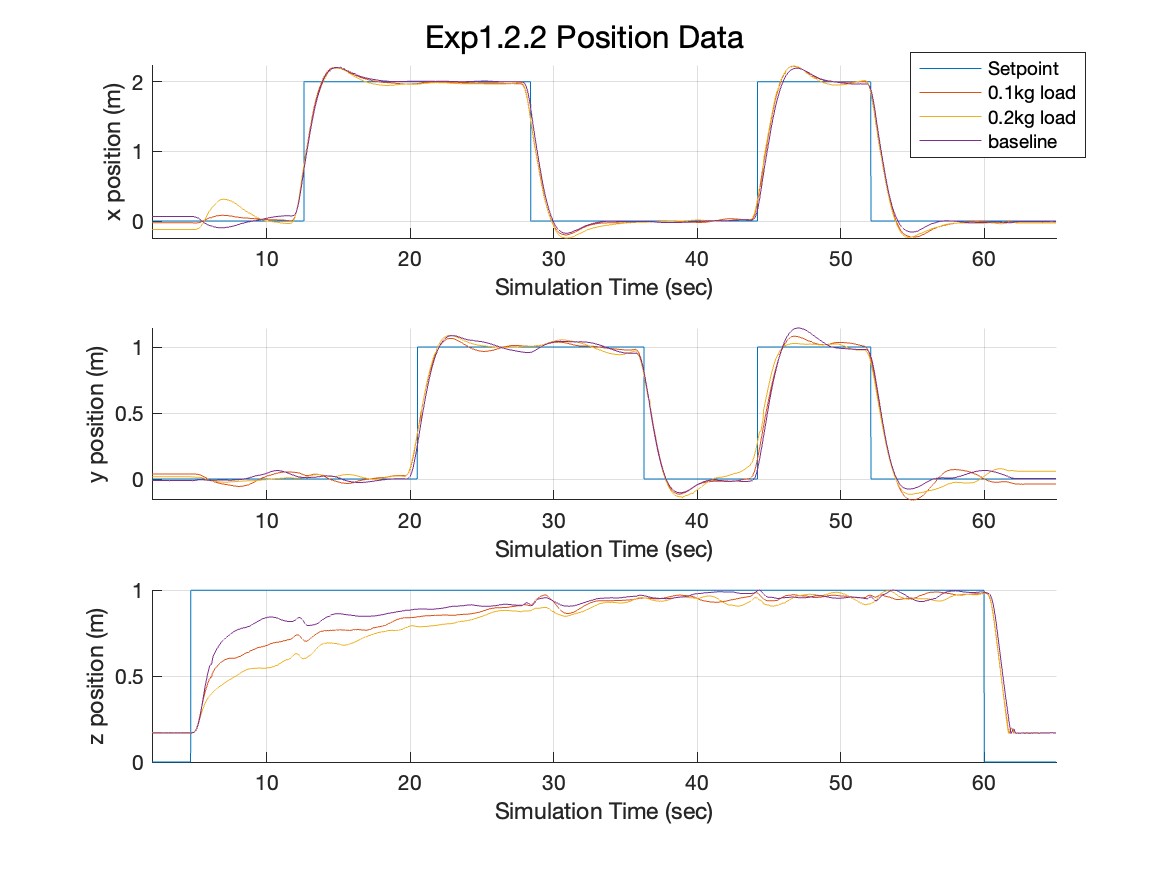 Exp1.2.2 Position Data
Setpoint
0.1kg load
0.2kg load
baseline
x position (m)
2
1
0
10 20 30 40 50 60
Simulation Time (sec)
y position (m)
1
0.5
0
10 20 30 40 50 60
Simulation Time (sec)
z position (m)
1
0.5
0
10 20 30 40 50 60
Simulation Time (sec)